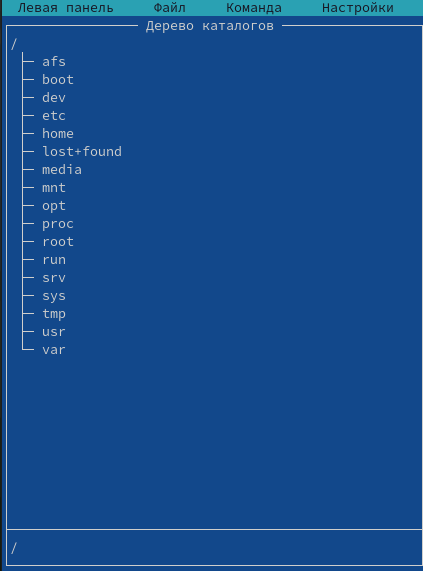 Левая панель Файл Команда Настройки
Дерево каталогов
/
afs
boot
dev
etc
home
lost+found
media
mnt
opt
proc
root
run
srv
sys
tmp
usr
var
/